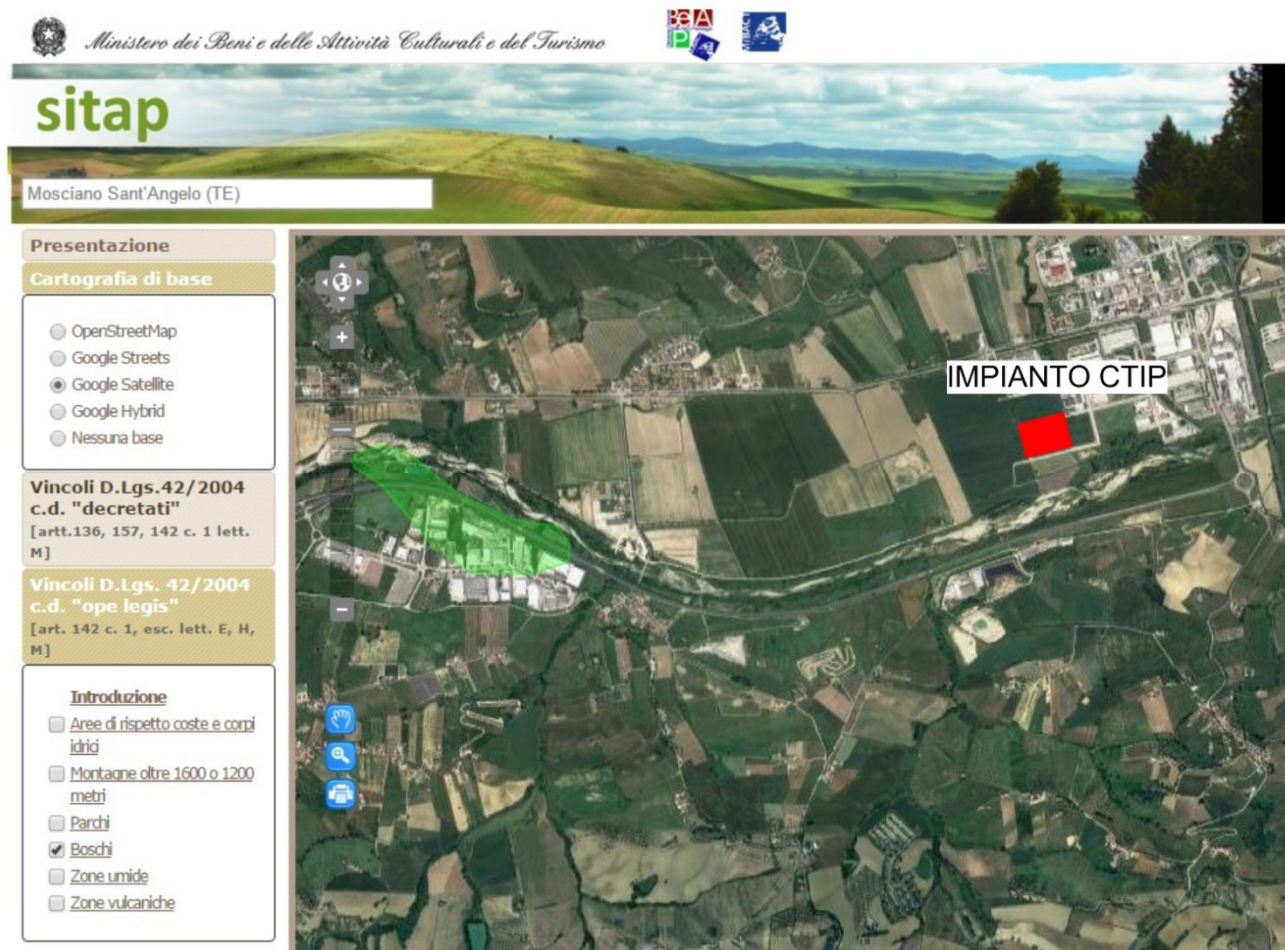 Ministero dei Beni e delle Attività Culturali e del Turismo
BeAP
MIBACT
sitap
Mosciano Sant'Angelo (TE)
Presentazione
Cartografia di base
OpenStreetMap
Google Streets
Google Satellite
Google Hybrid
Nessuna base
Vincoli D.Lgs.42/2004
c.d. "decretati"
[artt.136, 157, 142 c. 1 lett.
M]
Vincoli D.Lgs. 42/2004
c.d. "ope legis"
[art. 142 c. 1, esc. lett. E, H,
M]
Introduzione
Aree di rispetto coste e corpi
idrici
Montagne oltre 1600 o 1200
metri
Parchi
Boschi
Zone umide
Zone vulcaniche
IMPIANTO CTIP